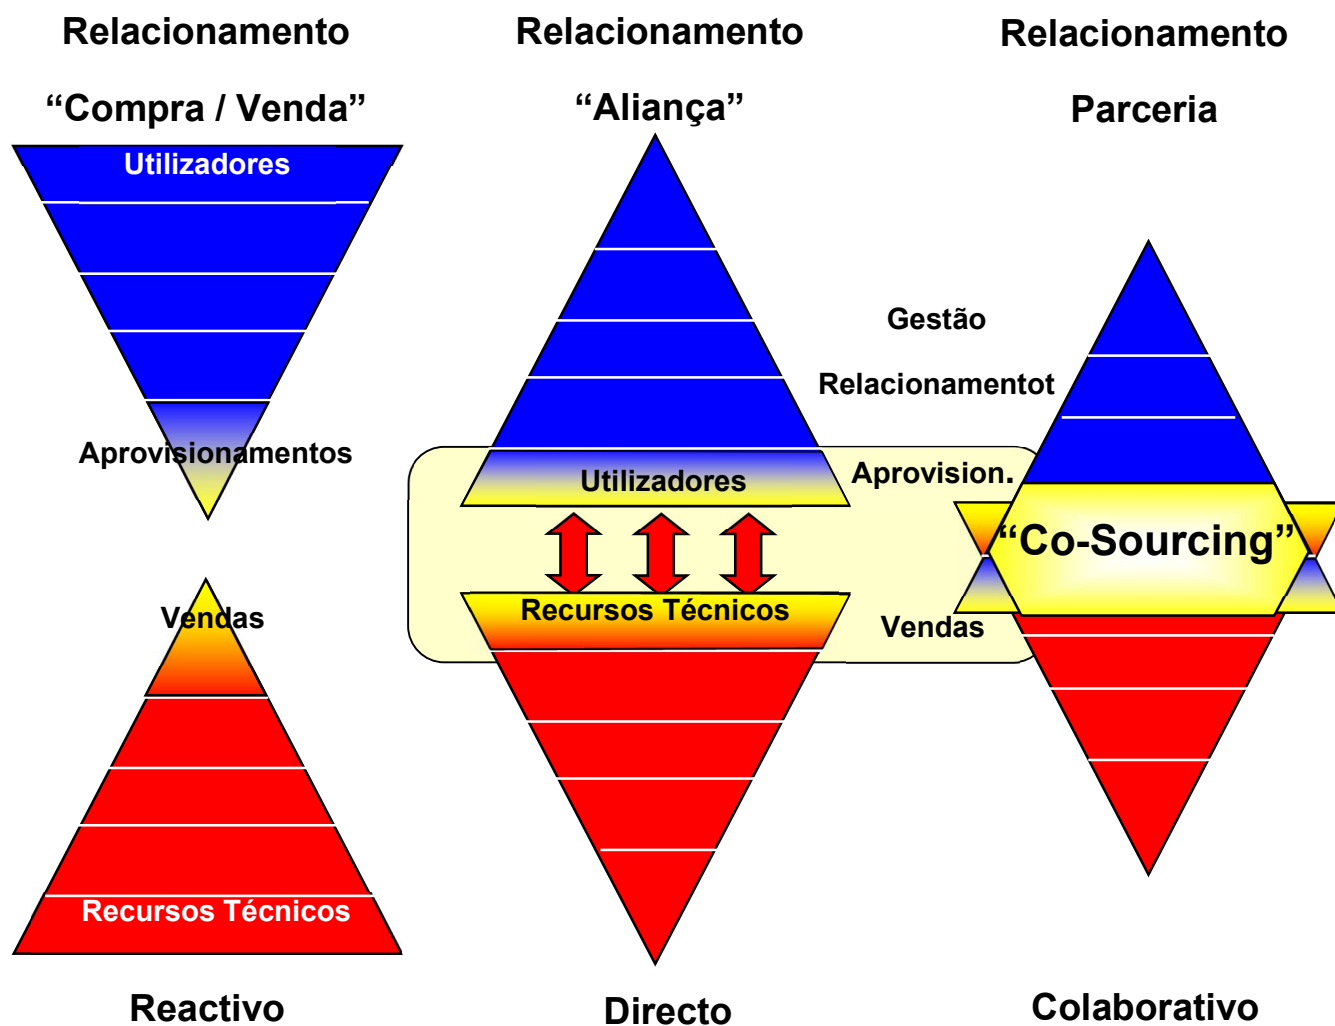 Relacionamento
“Compra / Venda”
Utilizadores
Aprovisionamentos
Vendas
Recursos Técnicos
Reactivo
Relacionamento
“Aliança”
Utilizadores
Recursos Técnicos
Directo
Gestão
Relacionamentot
Aprovision.
Vendas
Relacionamento
Parceria
“Co-Sourcing”
Colaborativo